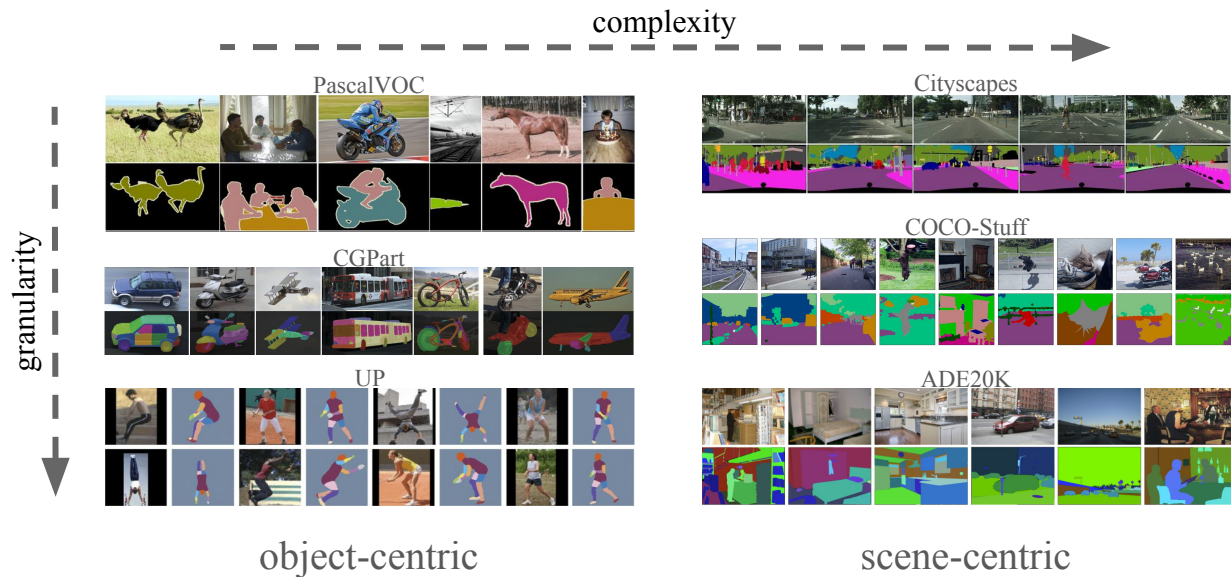 complexity
PascalVOC
Cityscapes
granularity
CGPart
COCO-Stuff
UP
ADE20K
object-centric
scene-centric